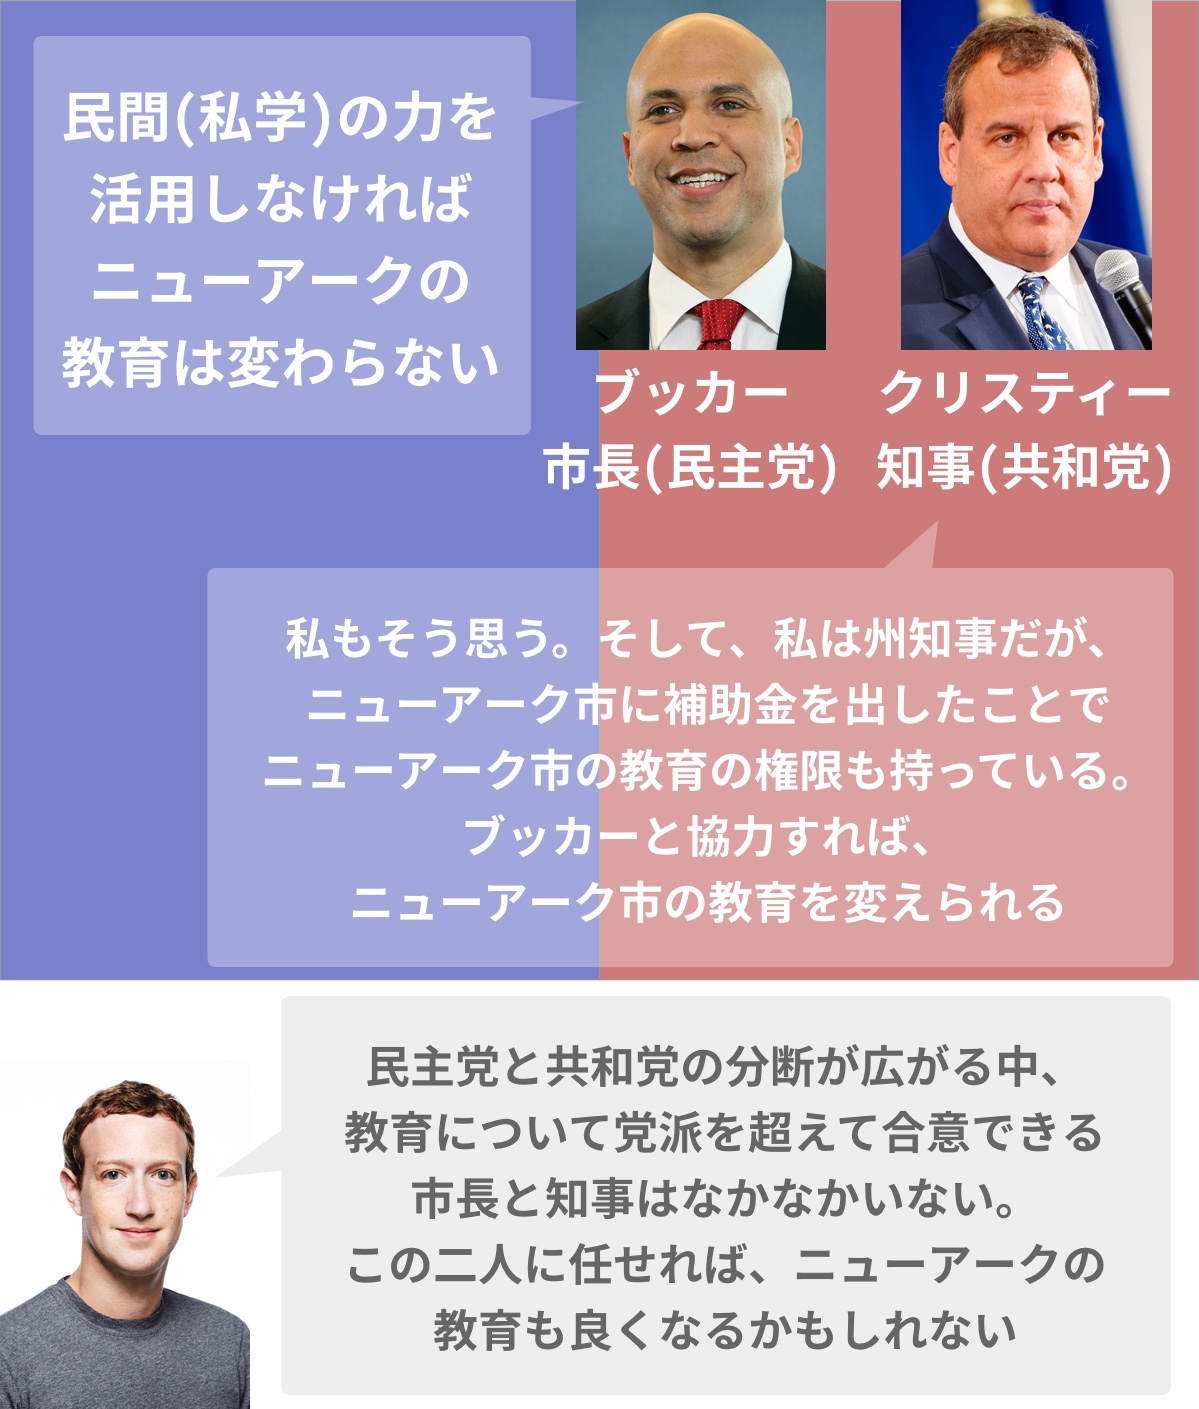 民間(私学)の力を
活用しなければ
ニューアークの
教育は変わらない
ブッカー
市長(民主党)
クリスティー
知事(共和党)
私もそう思う。そして、私は州知事だが、
ニューアーク市に補助金を出したことで
ニューアーク市の教育の権限も持っている。
ブッカーと協力すれば、
ニューアーク市の教育を変えられる
民主党と共和党の分断が広がる中、
教育について党派を超えて合意できる
市長と知事はなかなかいない。
この二人に任せれば、ニューアークの
教育も良くなるかもしれない